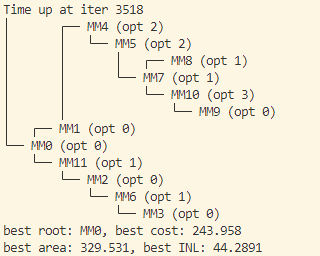 Time up at iter 3518
MM4 (opt 2)
MM5 (opt 2)
MM8 (opt 1)
MM7 (opt 1)
MM10 (opt 3)
MM9 (opt 0)
MM1 (opt 0)
MM0 (opt 0)
MM11 (opt 1)
MM2 (opt 0)
MM6 (opt 1)
MM3 (opt 0)
best root: MM0, best cost: 243.958
best area: 329.531, best INL: 44.2891